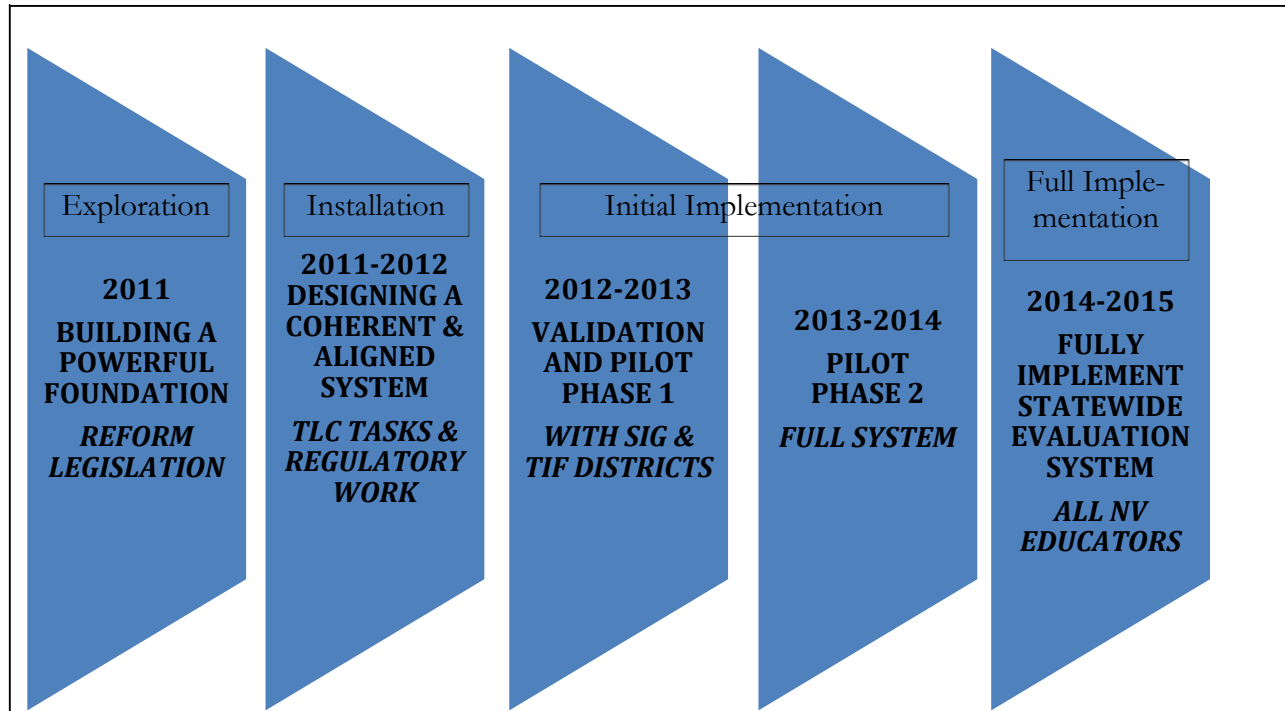 Exploration
2011
BUILDING A
POWERFUL
FOUNDATION
REFORM
LEGISLATION
Installation
2011-2012
DESIGNING A
COHERENT &
ALIGNED
SYSTEM
TLC TASKS &
REGULATORY
WORK
Initial Implementation
2012-2013
VALIDATION
AND PILOT
PHASE 1
WITH SIG &
TIF DISTRICTS
2013-2014
PILOT
PHASE 2
FULL SYSTEM
Full Imple-
mentation
2014-2015
FULLY
IMPLEMENT
STATEWIDE
EVALUATION
SYSTEM
ALL NV
EDUCATORS